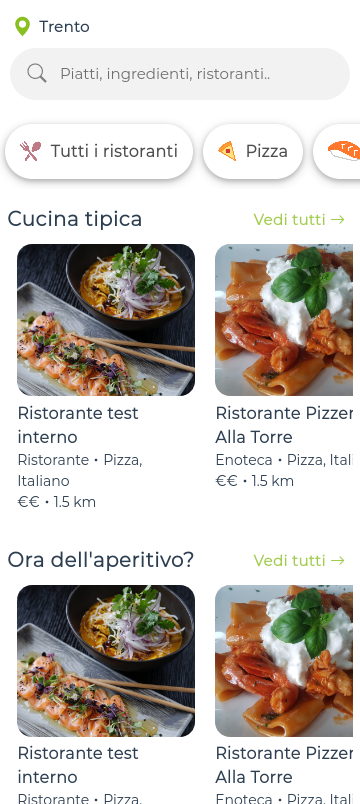 Trento
Piatti, ingredienti, ristoranti..
Tutti i ristoranti
Pizza
Cucina tipica
Vedi tutti →
Ristorante test
interno
Ristorante • Pizza,
Italiano
€€ • 1.5 km
Ristorante Pizzer
Alla Torre
Enoteca • Pizza, Itali
€€ • 1.5 km
Ora dell'aperitivo?
Vedi tutti →
Ristorante test
interno
Ristorante • Pizza,
Ristorante Pizzer
Alla Torre
Enoteca • Pizza, Itali